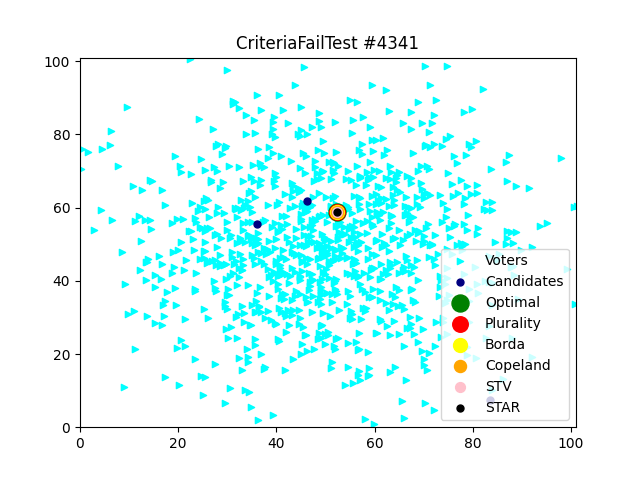 CriteriaFailTest #4341
100
80
60
40
20
0
0
20
40
60
80
100
Voters
Candidates
Optimal
Plurality
Borda
Copeland
STV
STAR